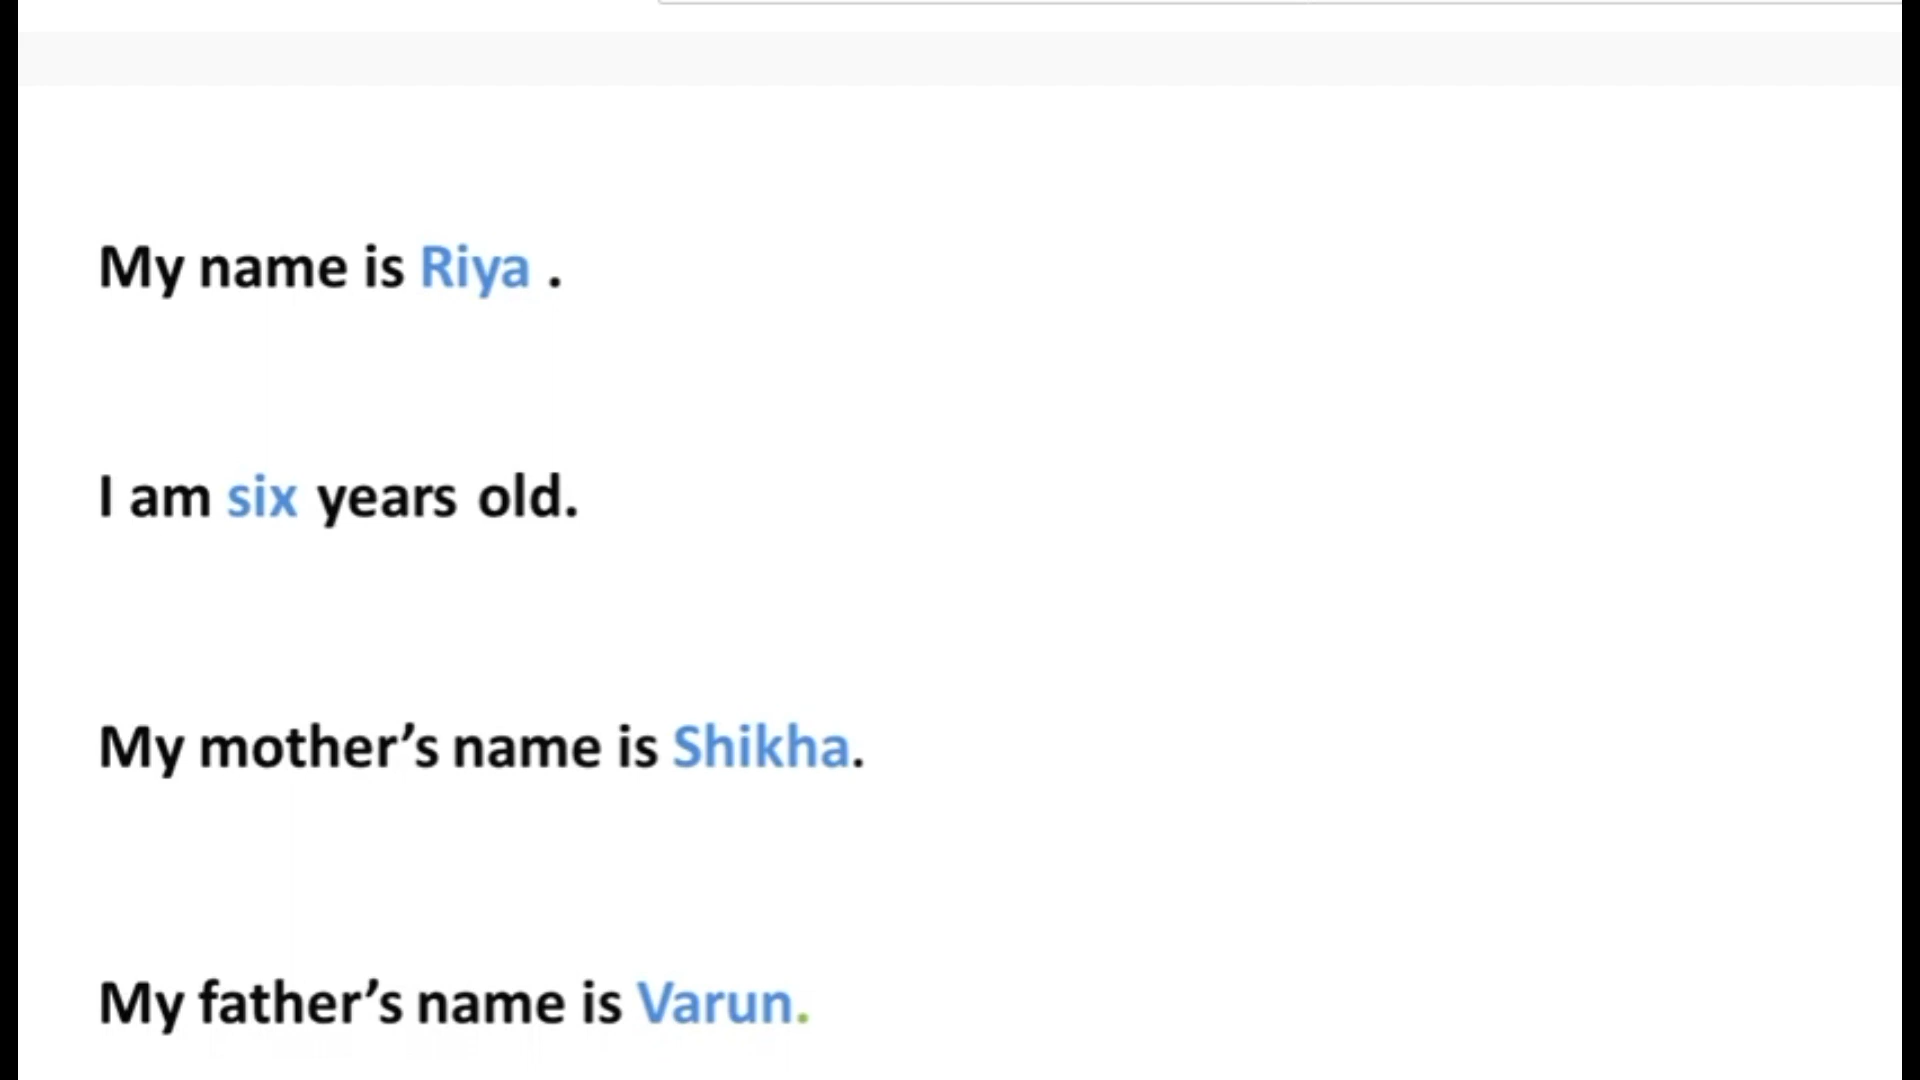 My name is Riya .
I am six years old.
My mother’s name is Shikha.
My father’s name is Varun.